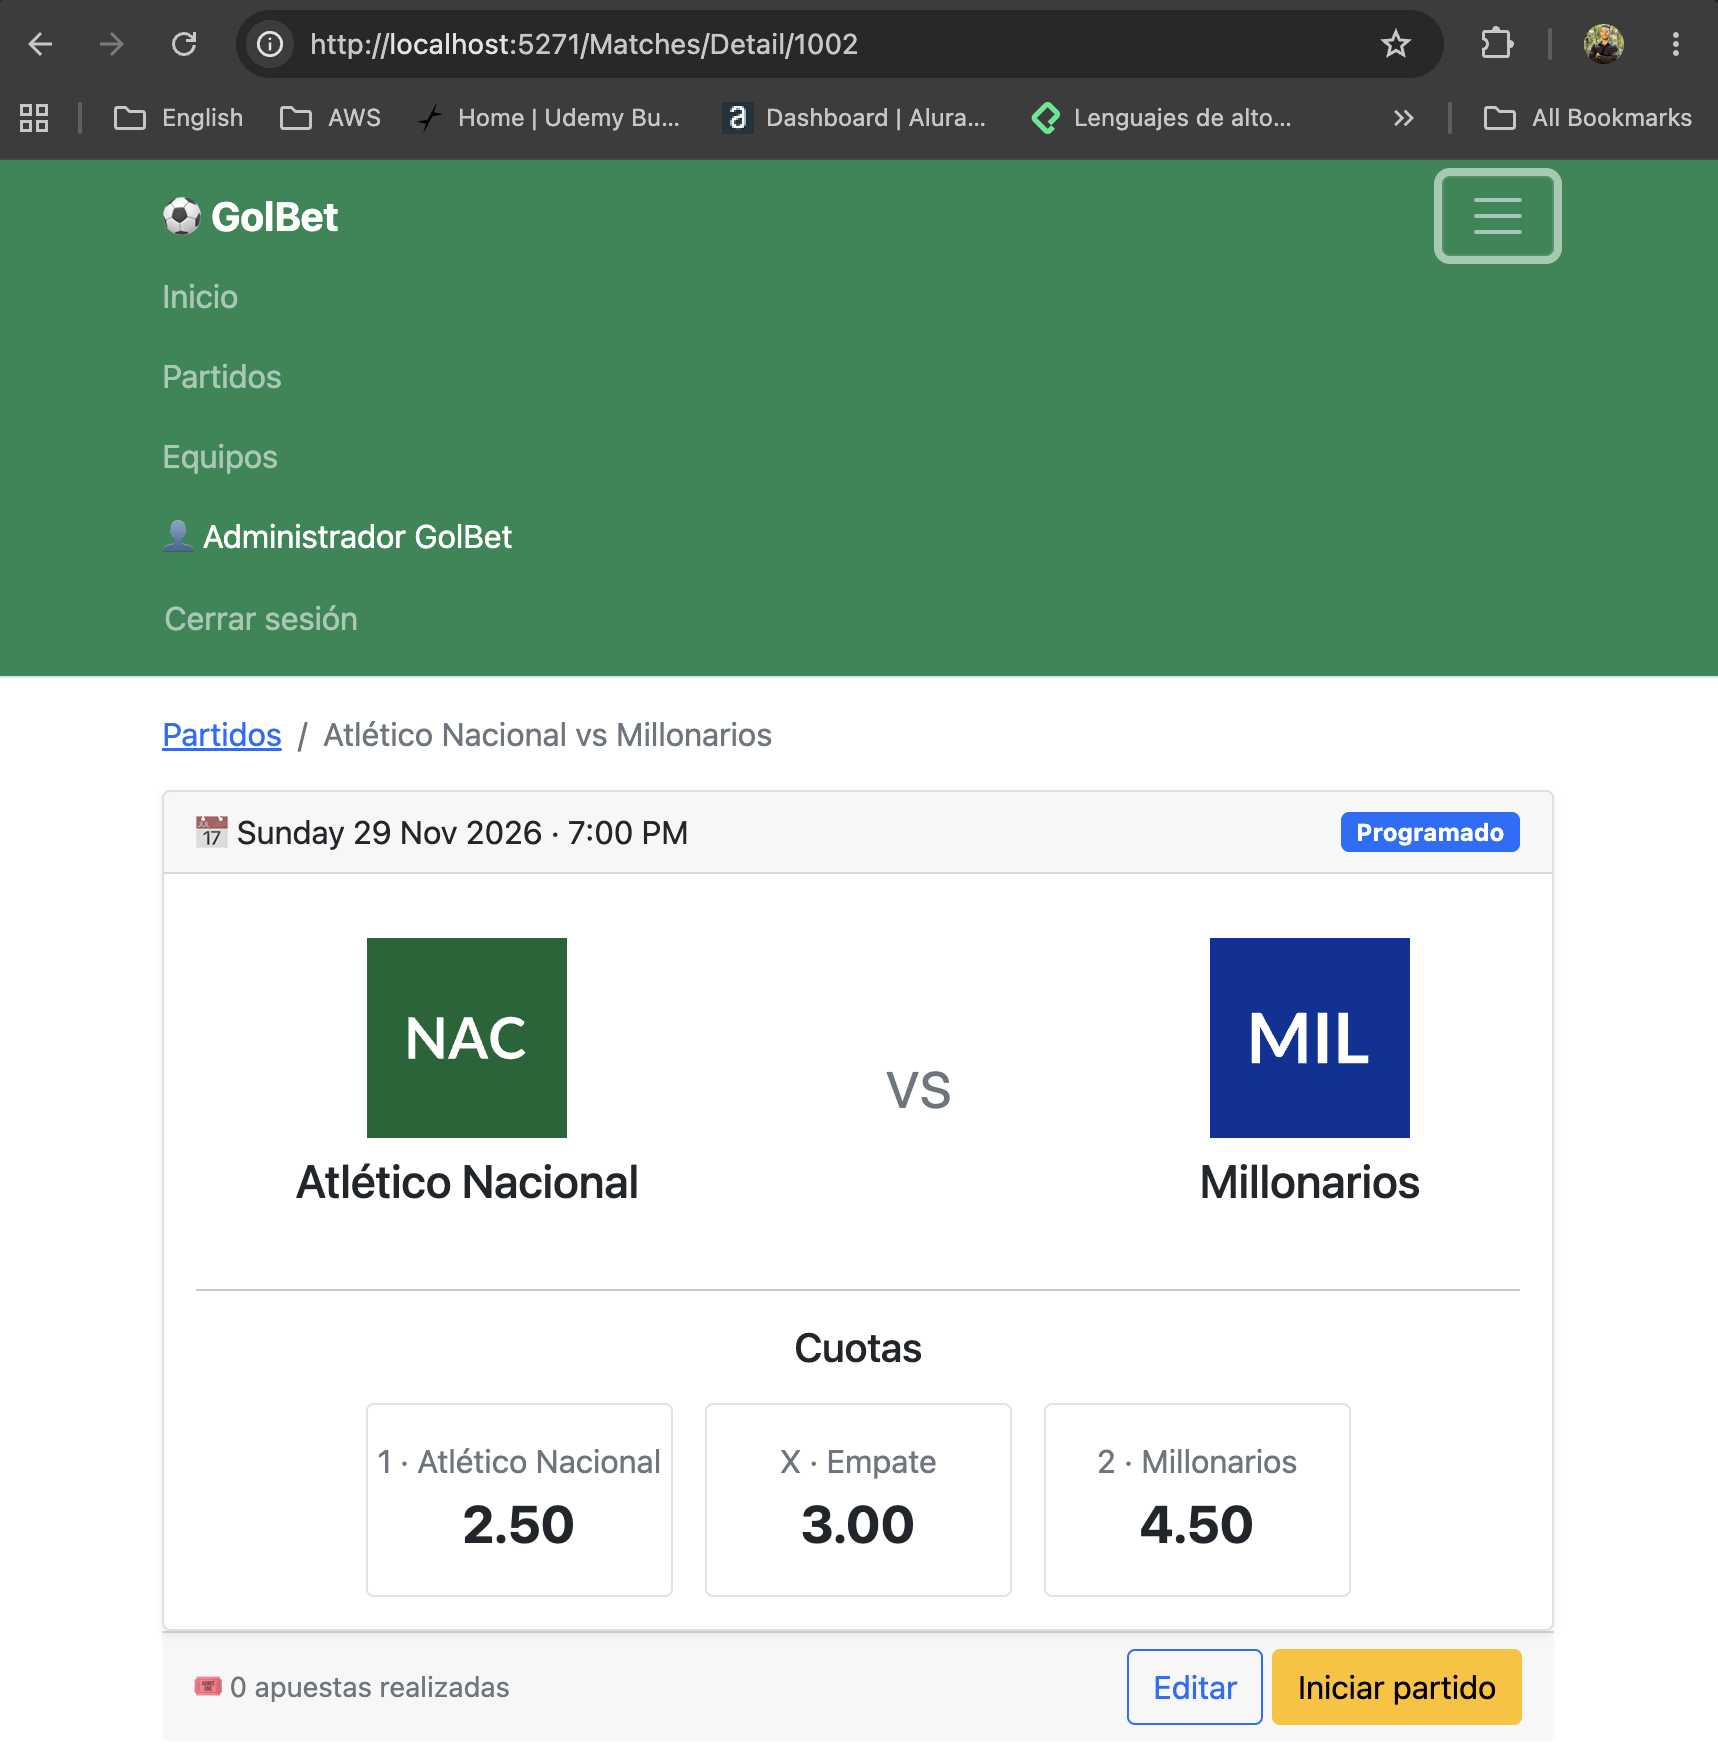 http://localhost:5271/Matches/Detail/1002
English
AWS
Home | Udemy Bu...
a
Dashboard | Alura...
Lenguajes de alto...
»
All Bookmarks
GolBet
Inicio
Partidos
Equipos
Administrador GolBet
Cerrar sesión
Partidos / Atlético Nacional vs Millonarios
JUL
17
Sunday 29 Nov 2026 · 7:00 PM
Programado
NAC
VS
MIL
Atlético Nacional
Millonarios
Cuotas
1 · Atlético Nacional
2.50
X · Empate
3.00
2 · Millonarios
4.50
0 apuestas realizadas
Editar
Iniciar partido